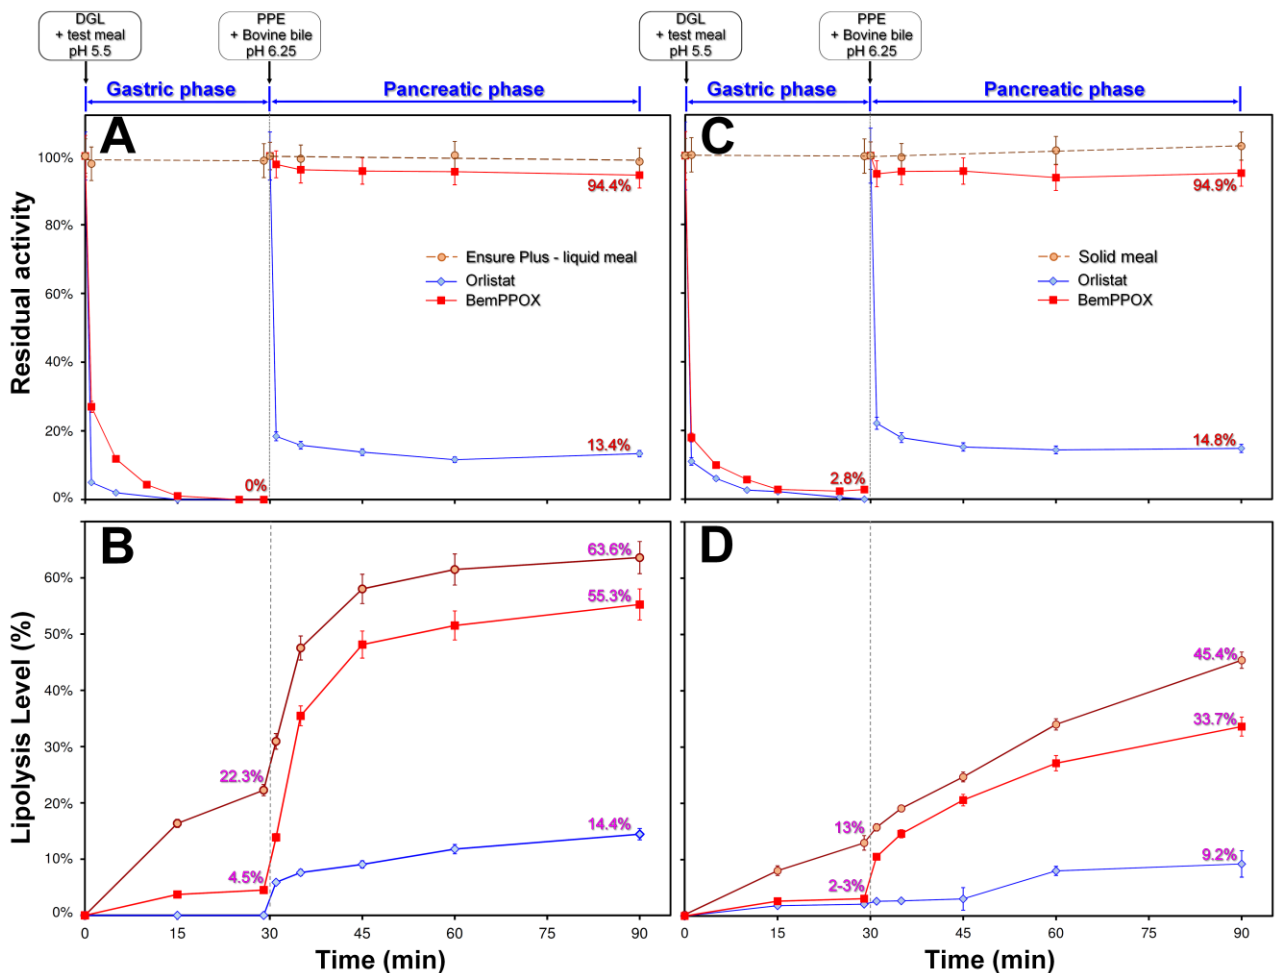 DGL
+ test meal
pH 5.5
PPE
+ Bovine bile
pH 6.25
DGL
+ test meal
pH 5.5
PPE
+ Bovine bile
pH 6.25
Gastric phase
Pancreatic phase
Gastric phase
Pancreatic phase
A
C
Residual activity
100%
80%
60%
40%
20%
0%
94.4%
Ensure Plus - liquid meal
Orlistat
BemPPOX
13.4%
0%
94.9%
Solid meal
Orlistat
BemPPOX
14.8%
2.8%
B
D
Lipolysis Level (%)
60%
50%
40%
30%
20%
10%
0%
63.6%
55.3%
22.3%
14.4%
4.5%
45.4%
33.7%
13%
9.2%
2-3%
0 15 30 45 60 75 90
0 15 30 45 60 75 90
Time (min)
Time (min)